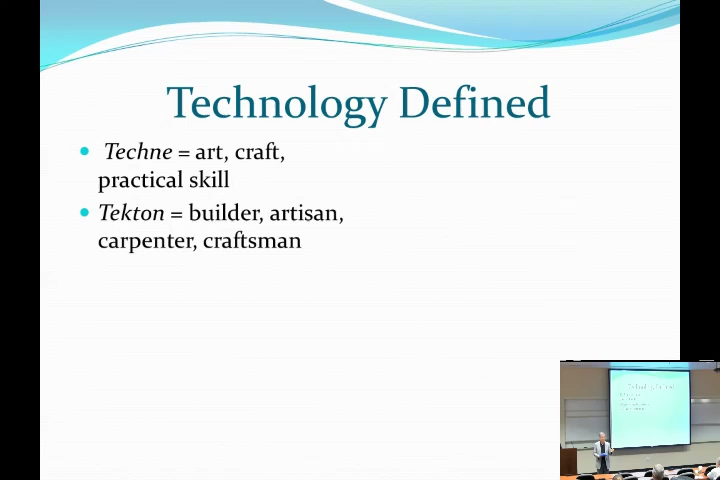 Technology Defined
Techne = art, craft,
practical skill
Tekton = builder, artisan,
carpenter, craftsman